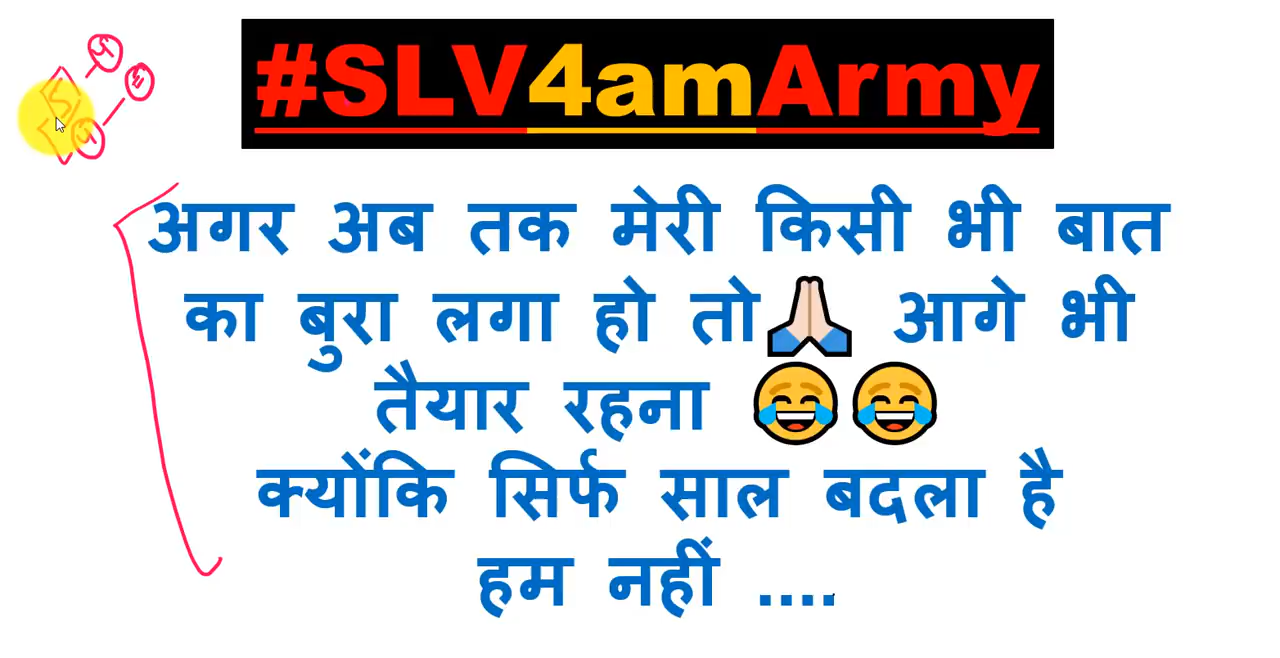 #SLV4amArmy
अगर अब तक मेरी किसी भी बात
का बुरा लगा हो तो🙏🏻 आगे भी
तैयार रहना 😂😂
क्योंकि सिर्फ साल बदला है
हम नहीं ....